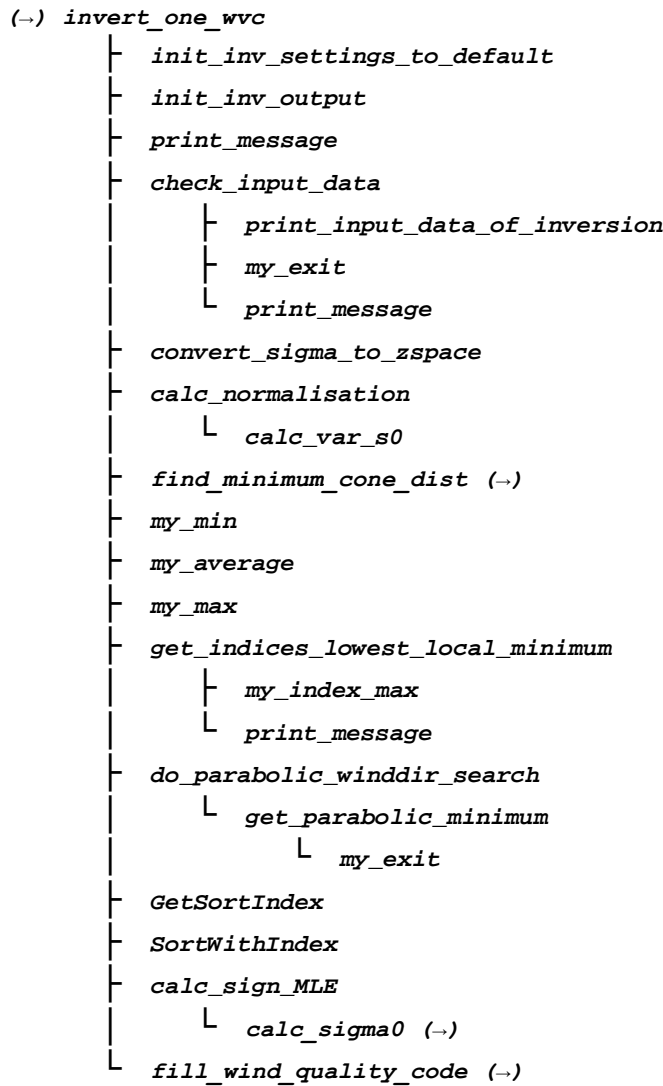 (→) invert_one_wvc
init_inv_settings_to_default
init_inv_output
print_message
check_input_data
print_input_data_of_inversion
my_exit
print_message
convert_sigma_to_zspace
calc_normalisation
calc_var_s0
find_minimum_cone_dist (→)
my_min
my_average
my_max
get_indices_lowest_local_minimum
my_index_max
print_message
do_parabolic_winddir_search
get_parabolic_minimum
my_exit
GetSortIndex
SortWithIndex
calc_sign_MLE
calc_sigma0 (→)
fill_wind_quality_code (→)